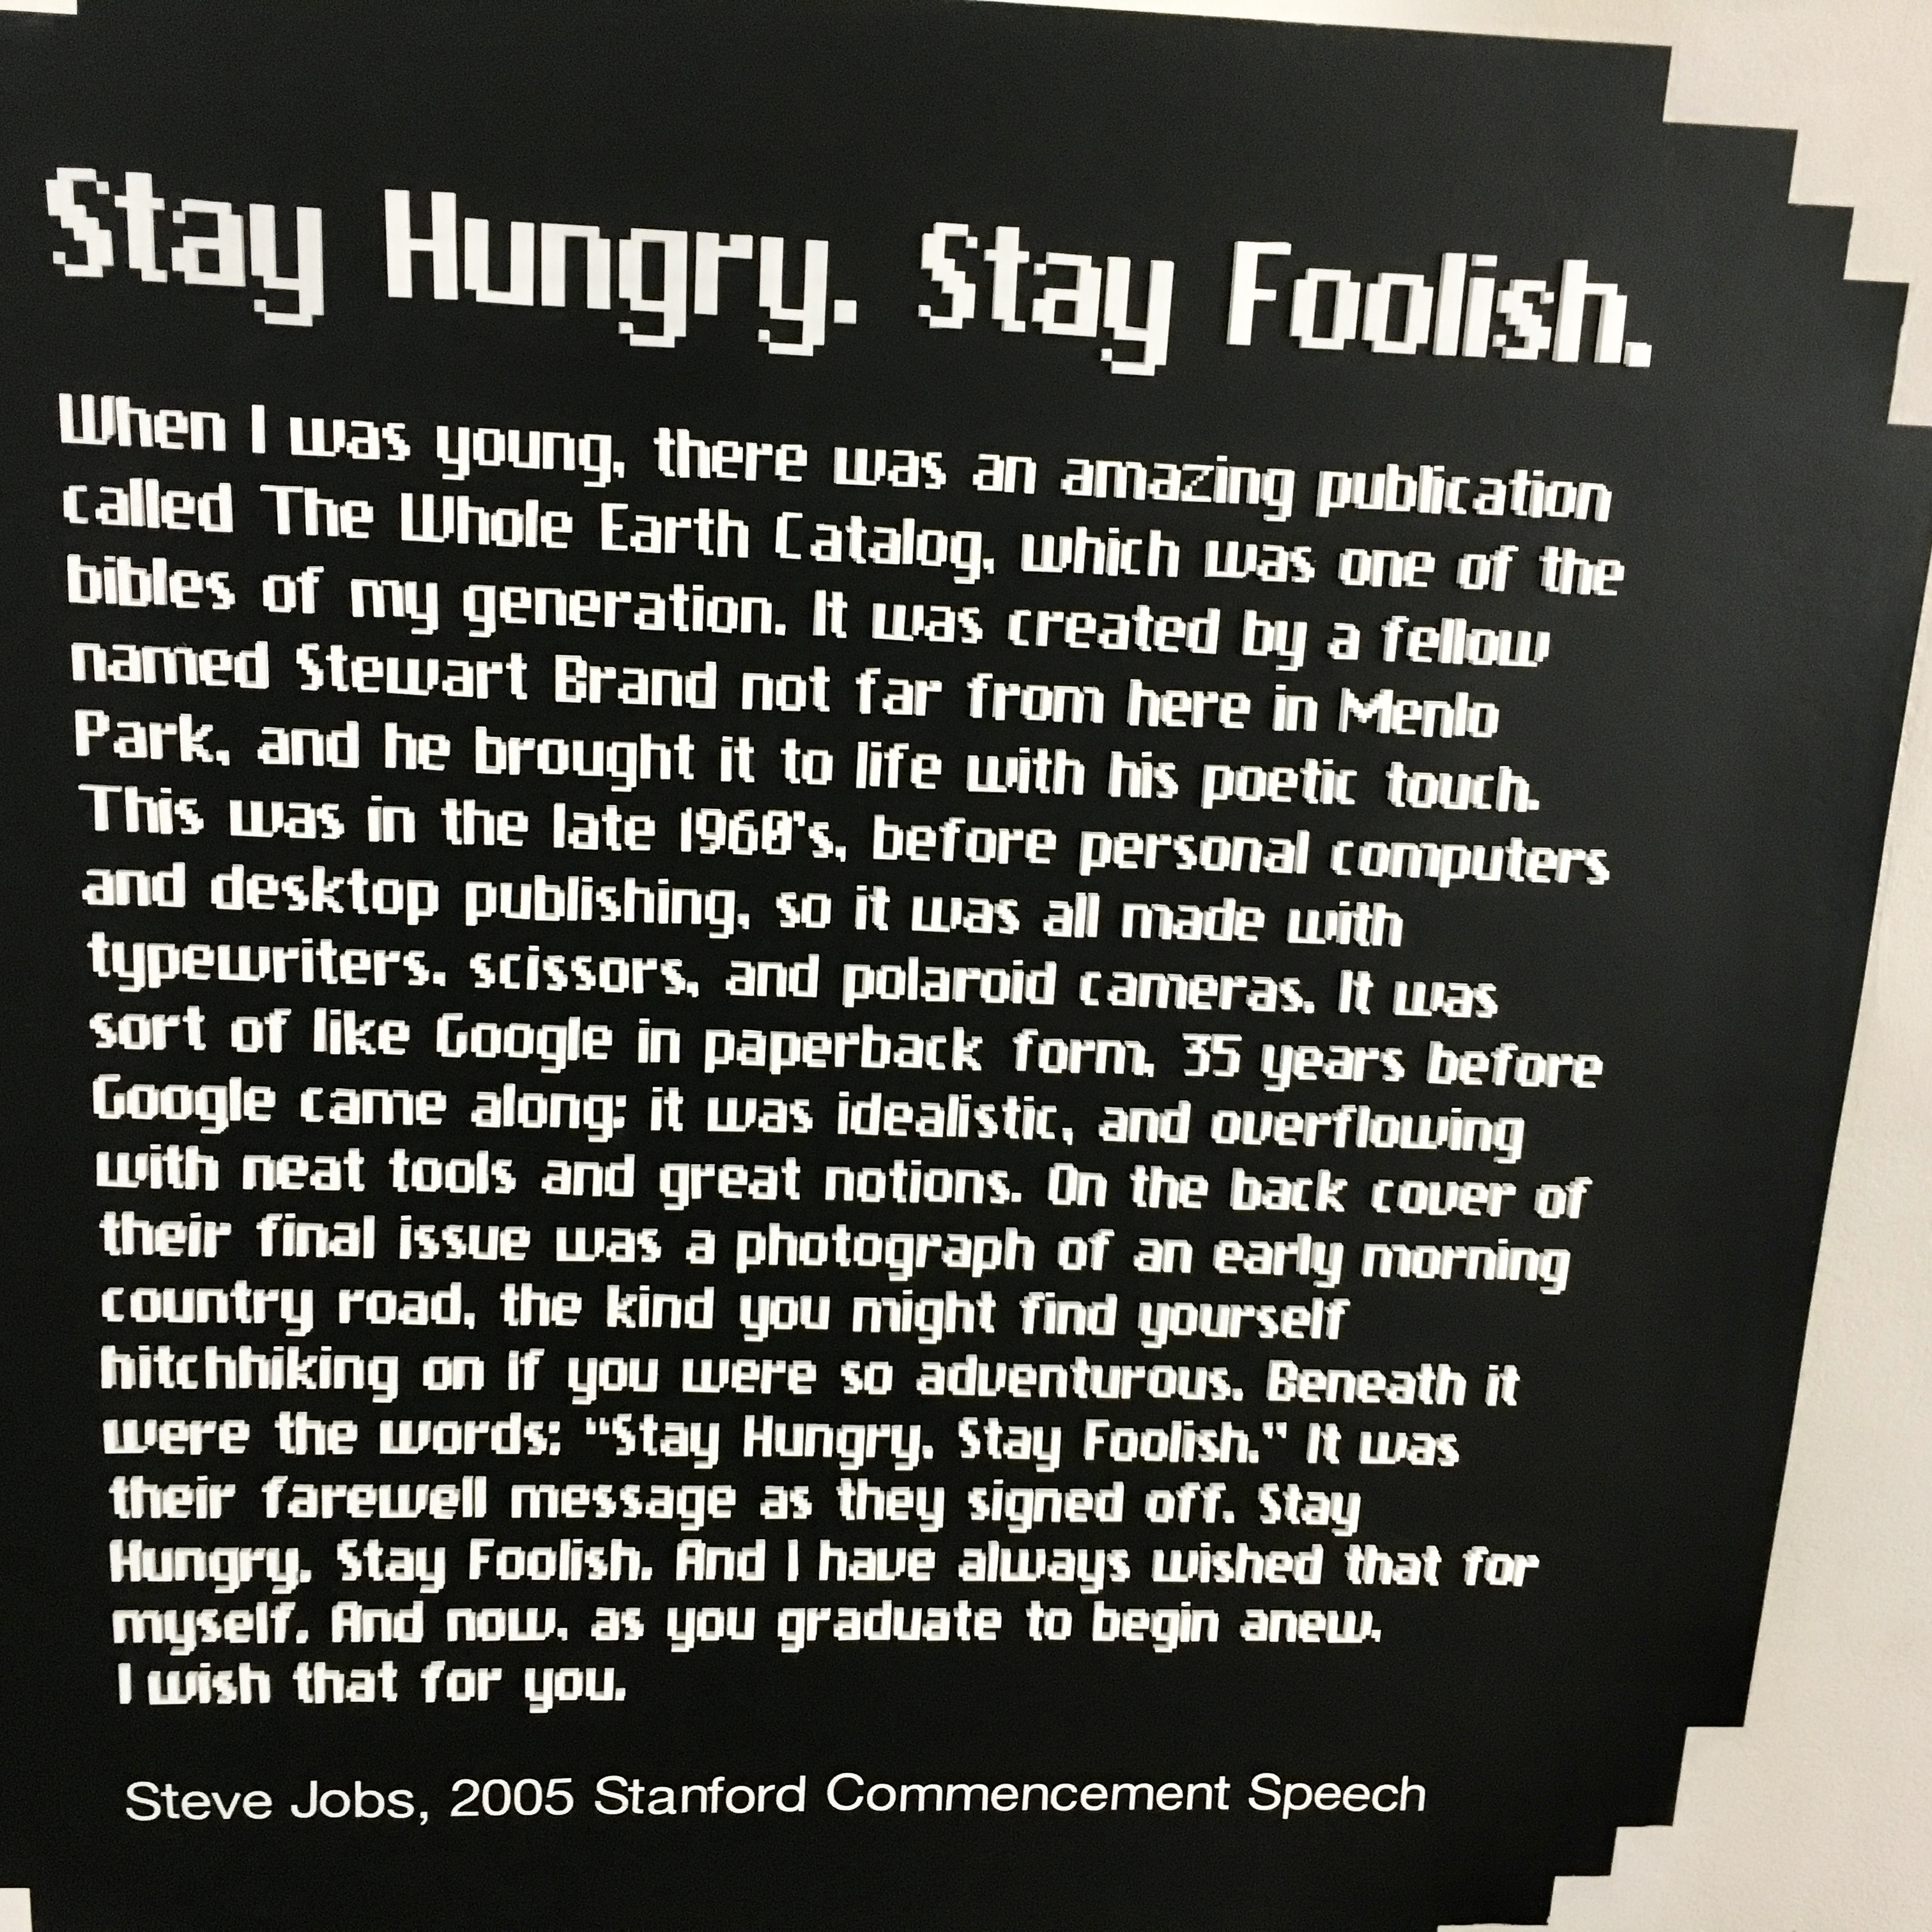 Stay Hungry. Stay Foolish.
When I was young, there was an amazing publication
called The Whole Earth Catalog, which was one of the
bibles of my generation. It was created by a fellow
named Stewart Brand not far from here in Menlo
Park, and he brought it to life with his poetic touch.
This was in the late 1960's, before personal computers
and desktop publishing, so it was all made with
typewriters, scissors, and polaroid cameras. It was
sort of like Google in paperback form, 35 years before
Google came along: it was idealistic, and overflowing
with neat tools and great notions. On the back cover of
their final issue was a photograph of an early morning
country road, the kind you might find yourself
hitchhiking on if you were so adventurous. Beneath it
were the words: "Stay Hungry. Stay Foolish." It was
their farewell message as they signed off. Stay
Hungry. Stay Foolish. And I have always wished that for
myself. And now, as you graduate to begin anew,
I wish that for you.
Steve Jobs, 2005 Stanford Commencement Speech